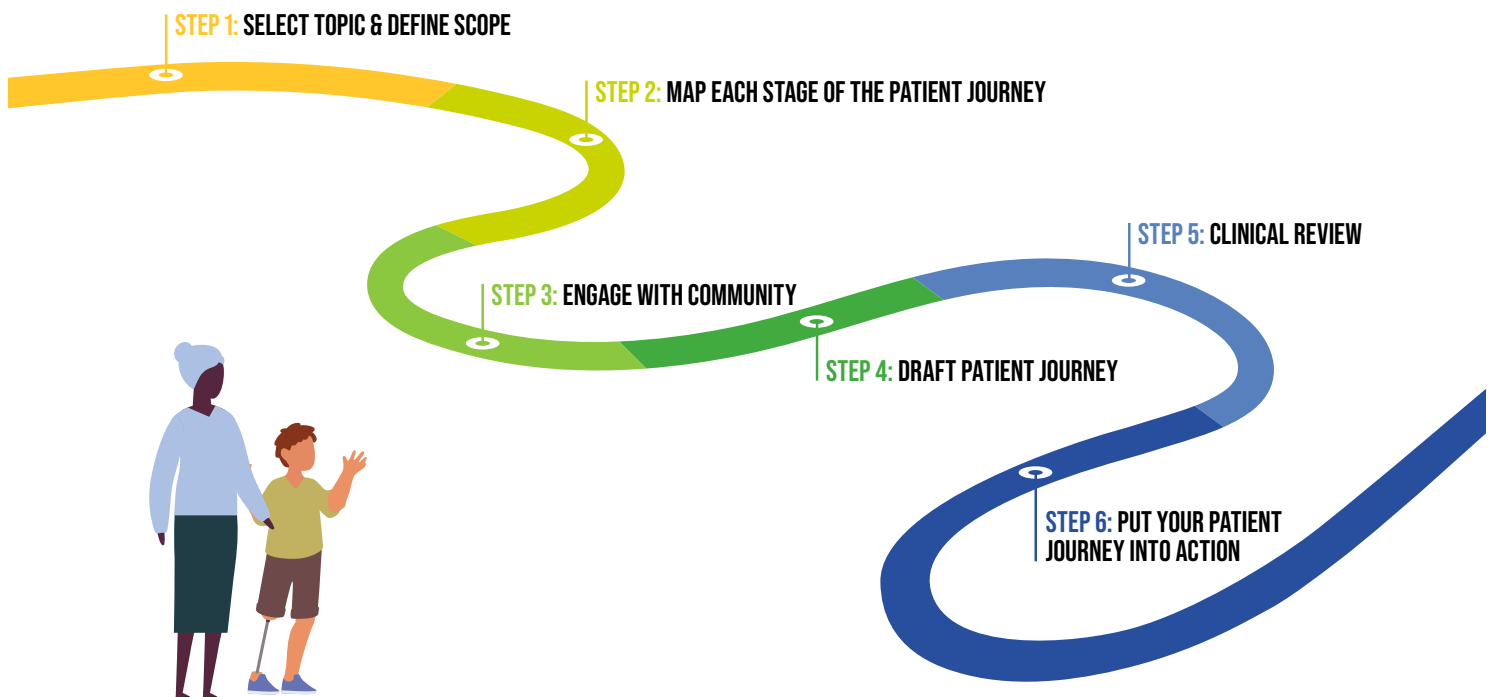 STEP 1: SELECT TOPIC & DEFINE SCOPE
STEP 2: MAP EACH STAGE OF THE PATIENT JOURNEY
STEP 3: ENGAGE WITH COMMUNITY
STEP 4: DRAFT PATIENT JOURNEY
STEP 5: CLINICAL REVIEW
STEP 6: PUT YOUR PATIENT
JOURNEY INTO ACTION